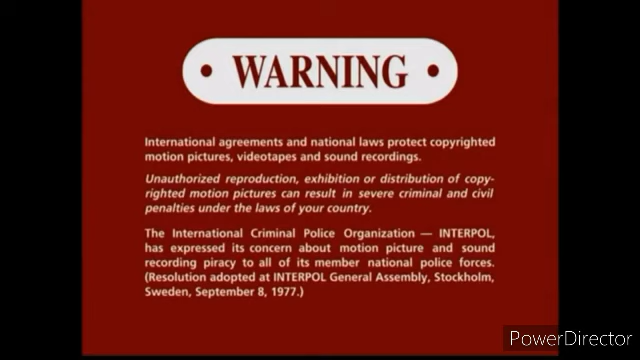 • WARNING •
International agreements and national laws protect copyrighted
motion pictures, videotapes and sound recordings.
Unauthorized reproduction, exhibition or distribution of copy-
righted motion pictures can result in severe criminal and civil
penalties under the laws of your country.
The International Criminal Police Organization — INTERPOL,
has expressed its concern about motion picture and sound
recording piracy to all of its member national police forces.
(Resolution adopted at INTERPOL General Assembly, Stockholm,
Sweden, September 8, 1977.)
PowerDirector